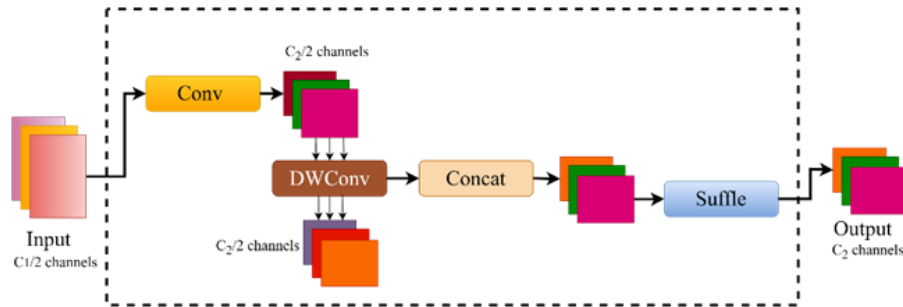 C2/2 channels
Conv
DWConv
Concat
Suffle
Input
C1/2 channels
C2/2 channels
Output
C2 channels